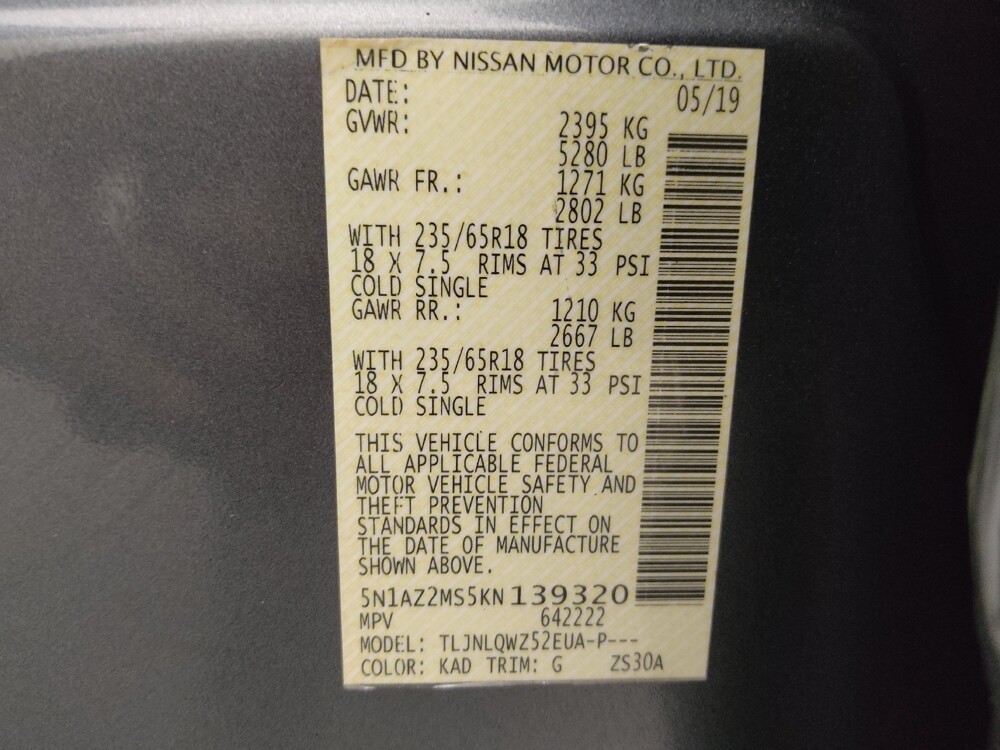 MFD BY NISSAN MOTOR CO., LTD.
DATE: 05/19
GVWR: 2395 KG
5280 LB
GAWR FR.: 1271 KG
2802 LB
WITH 235/65R18 TIRES
18 X 7.5 RIMS AT 33 PSI
COLD SINGLE
GAWR RR.: 1210 KG
2667 LB
WITH 235/65R18 TIRES
18 X 7.5 RIMS AT 33 PSI
COLD SINGLE
THIS VEHICLE CONFORMS TO
ALL APPLICABLE FEDERAL
MOTOR VEHICLE SAFETY AND
THEFT PREVENTION
STANDARDS IN EFFECT ON
THE DATE OF MANUFACTURE
SHOWN ABOVE.
5N1AZ2MS5KN139320
MPV 642222
MODEL: TLJNLQWZ52EUA-P---
COLOR: KAD TRIM: G ZS30A